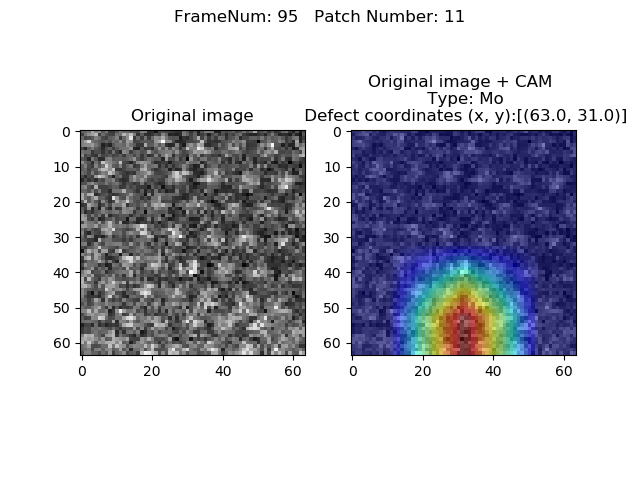 FrameNum: 95   Patch Number: 11
Original image
Original image + CAM
Type: Mo
Defect coordinates (x, y):[(63.0, 31.0)]
0
10
20
30
40
50
60
0 20 40 60
0
10
20
30
40
50
60
0 20 40 60